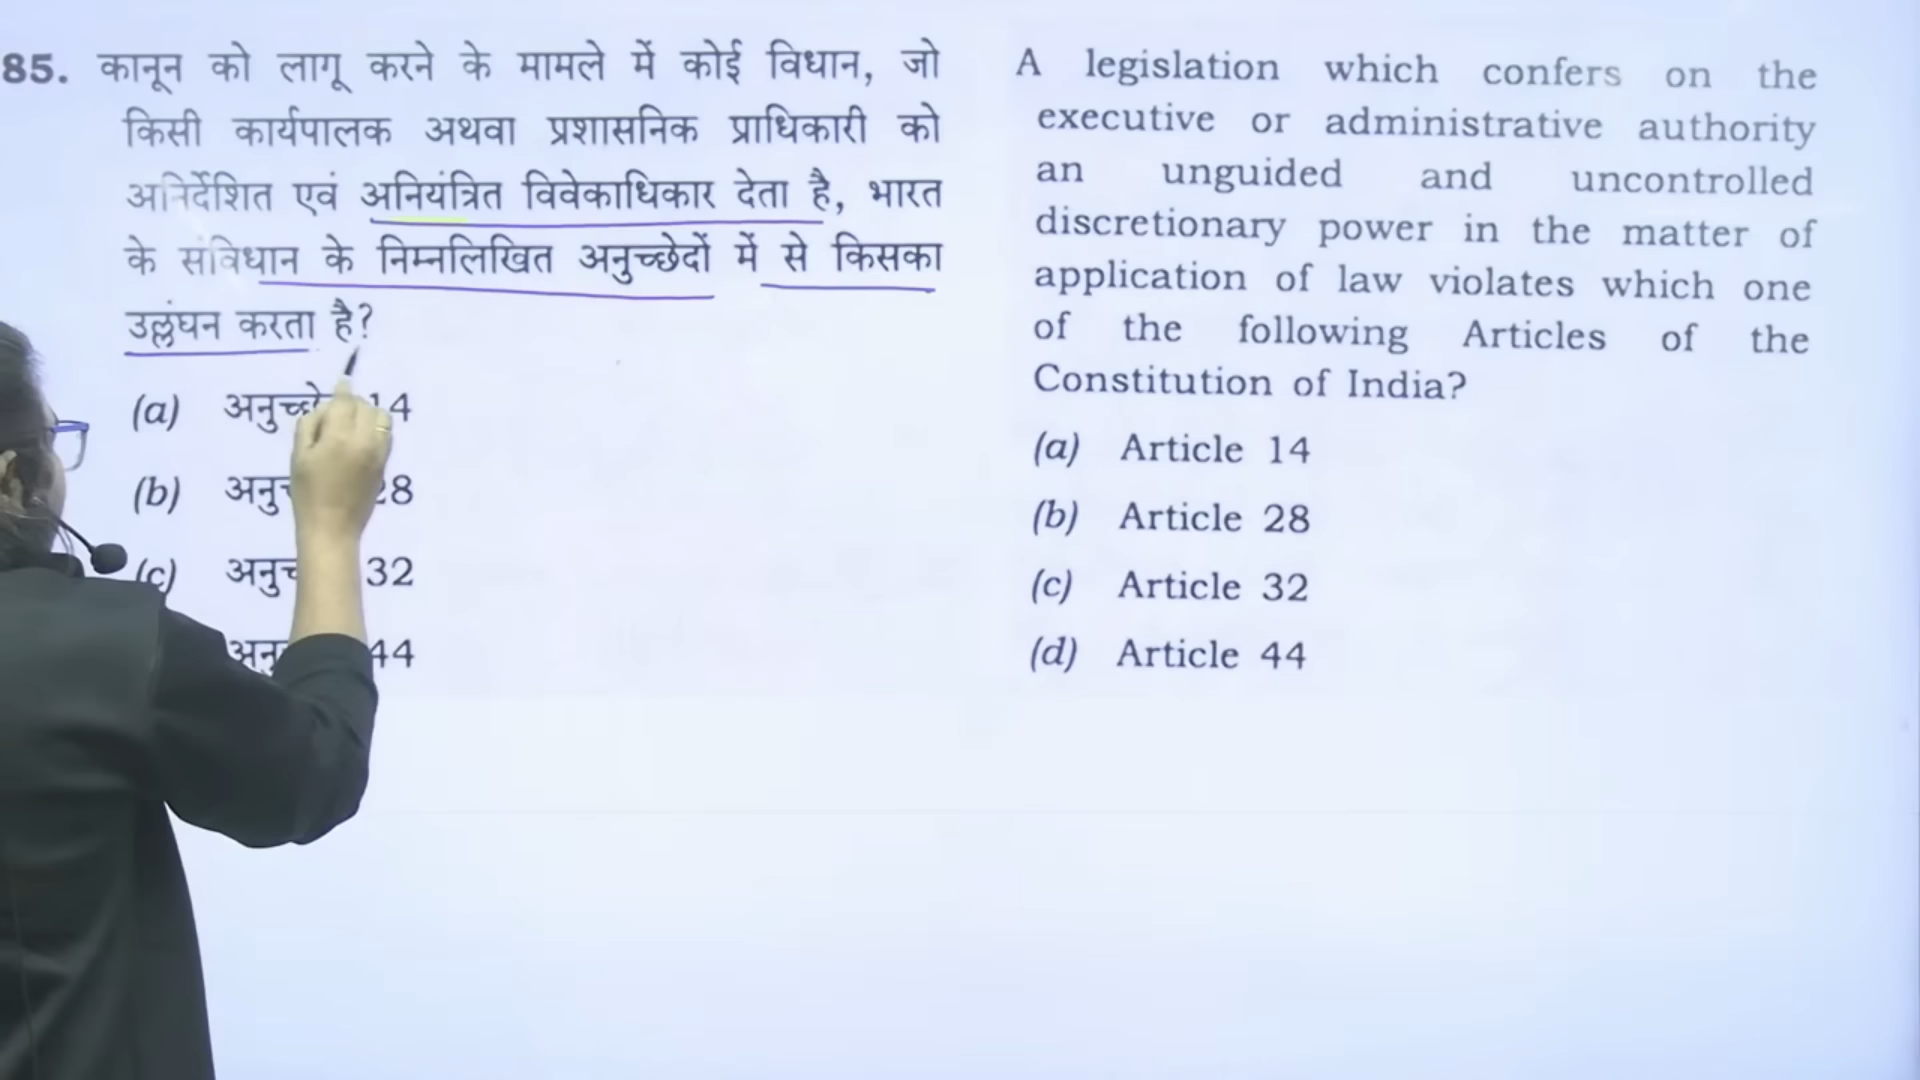 85. कानून को लागू करने के मामले में कोई विधान, जो
किसी कार्यपालक अथवा प्रशासनिक प्राधिकारी को
अनिर्देशित एवं अनियंत्रित विवेकाधिकार देता है, भारत
के संविधान के निम्नलिखित अनुच्छेदों में से किसका
उल्लंघन करता है?
(a) 14
(b) 28
(c) 32
44
A legislation which confers on the
executive or administrative authority
an unguided and uncontrolled
discretionary power in the matter of
application of law violates which one
of the following Articles of the
Constitution of India?
(a) Article 14
(b) Article 28
(c) Article 32
(d) Article 44